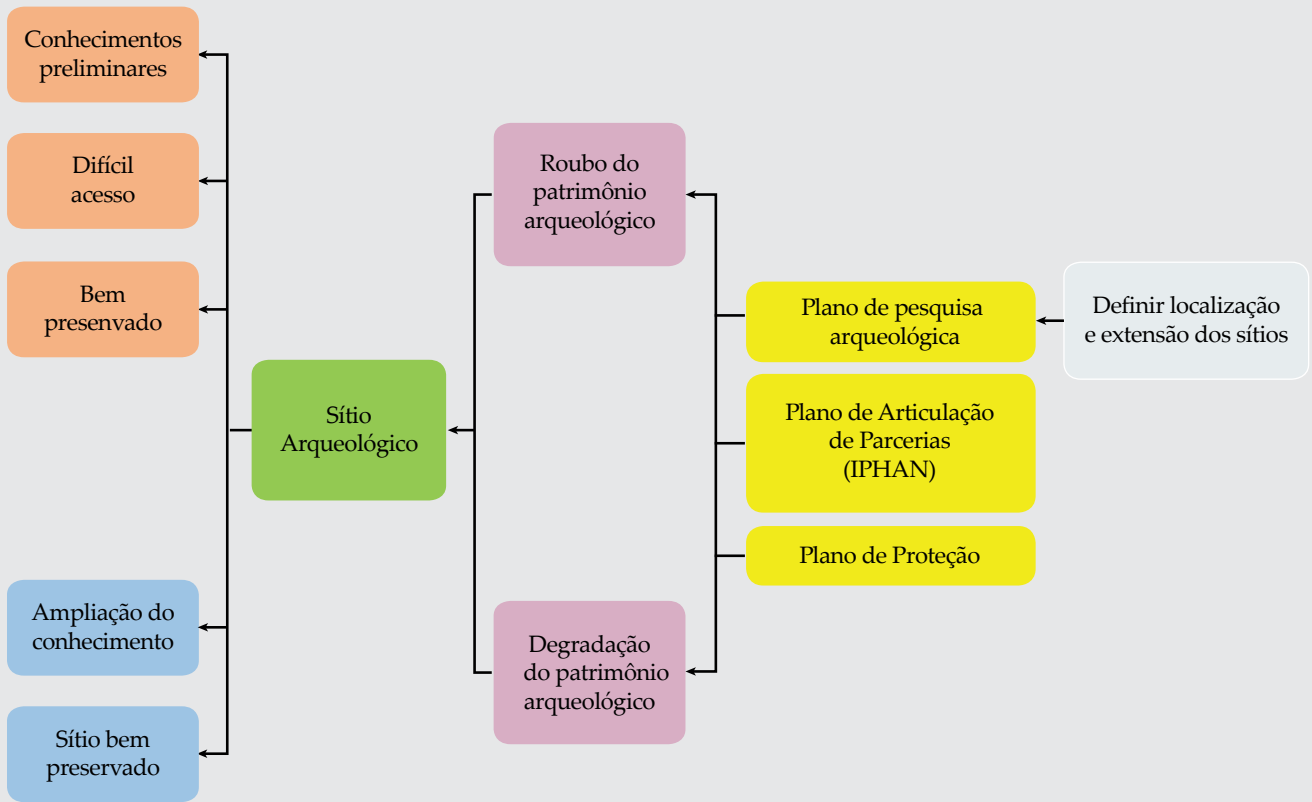 Conhecimentos
preliminares
Difícil
acesso
Bem
presenvado
Ampliação do
conhecimento
Sítio bem
preservado
Sítio
Arqueológico
Roubo do
patrimônio
arqueológico
Degradação
do patrimônio
arqueológico
Plano de pesquisa
arqueológica
Plano de Articulação
de Parcerias
(IPHAN)
Plano de Proteção
Definir localização
e extensão dos sítios